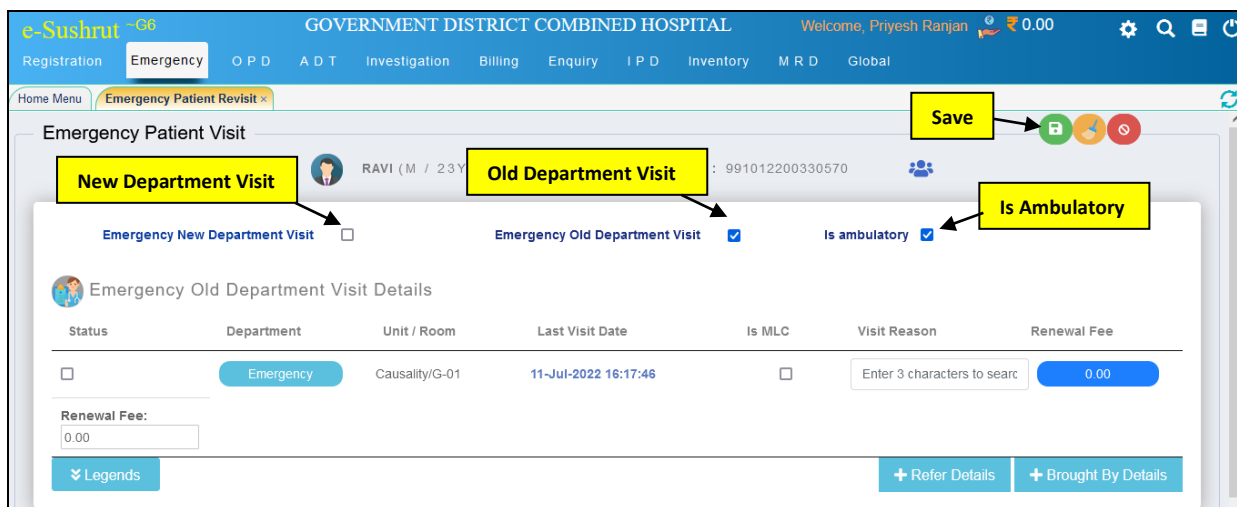 e-Sushrut ~G6 GOVERNMENT DISTRICT COMBINED HOSPITAL Welcome, Priyesh Ranjan ₹ 0.00
Registration Emergency OPD ADT Investigation Billing Enquiry IPD Inventory MRD Global
Home Menu Emergency Patient Revisit ×
Save
Emergency Patient Visit
New Department Visit RAVI (M / 23Y Old Department Visit : 991012200330570
Is Ambulatory
Emergency New Department Visit Emergency Old Department Visit Is ambulatory
Emergency Old Department Visit Details
Status Department Unit / Room Last Visit Date Is MLC Visit Reason Renewal Fee
Emergency Causality/G-01 11-Jul-2022 16:17:46 Enter 3 characters to searc 0.00
Renewal Fee:
0.00
Legends + Refer Details + Brought By Details